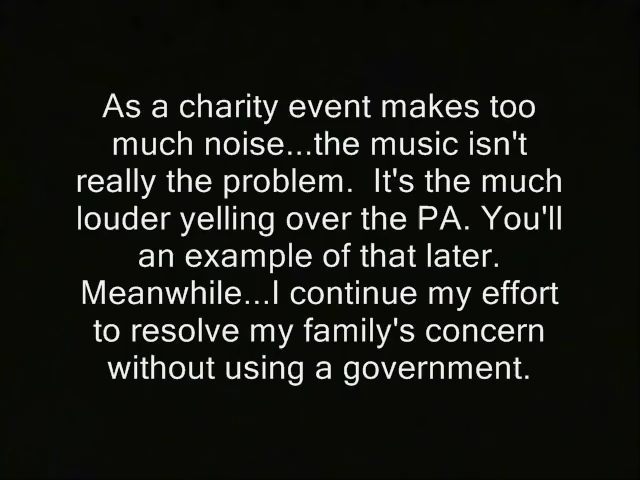 As a charity event makes too
much noise...the music isn't
really the problem.  It's the much
louder yelling over the PA. You'll
an example of that later.
Meanwhile...I continue my effort
to resolve my family's concern
without using a government.